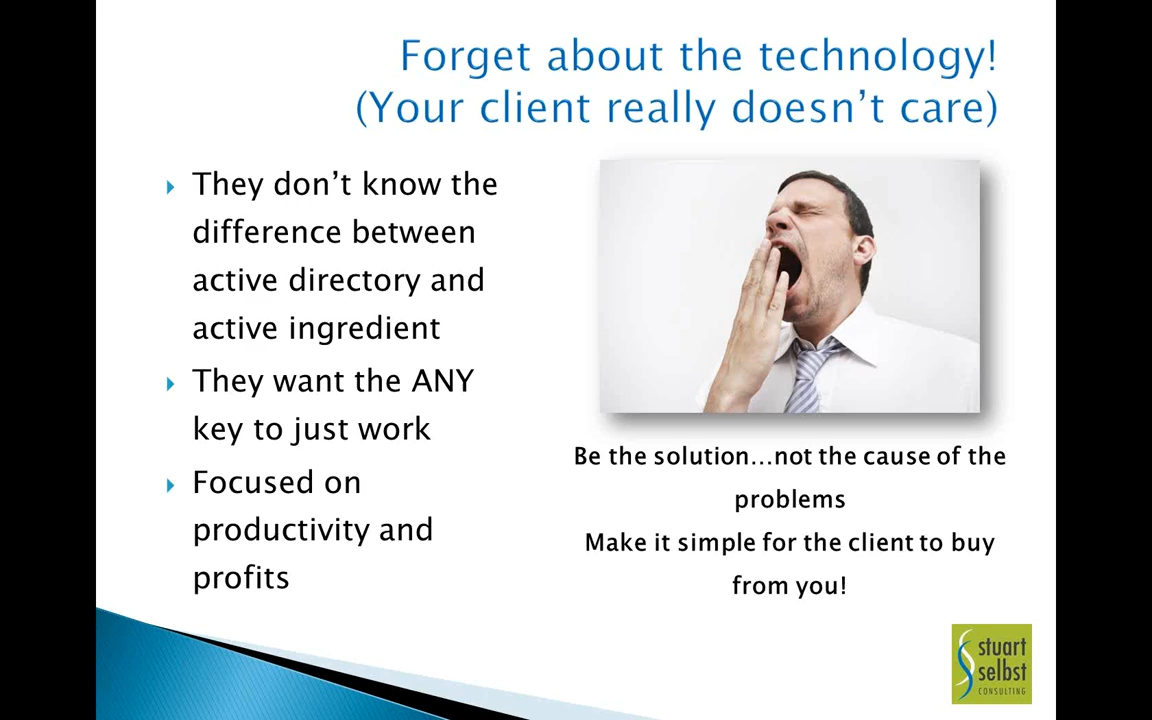 Forget about the technology!
(Your client really doesn’t care)
They don’t know the
difference between
active directory and
active ingredient
They want the ANY
key to just work
Focused on
productivity and
profits
Be the solution...not the cause of the
problems
Make it simple for the client to buy
from you!
stuart
selbst
CONSULTING